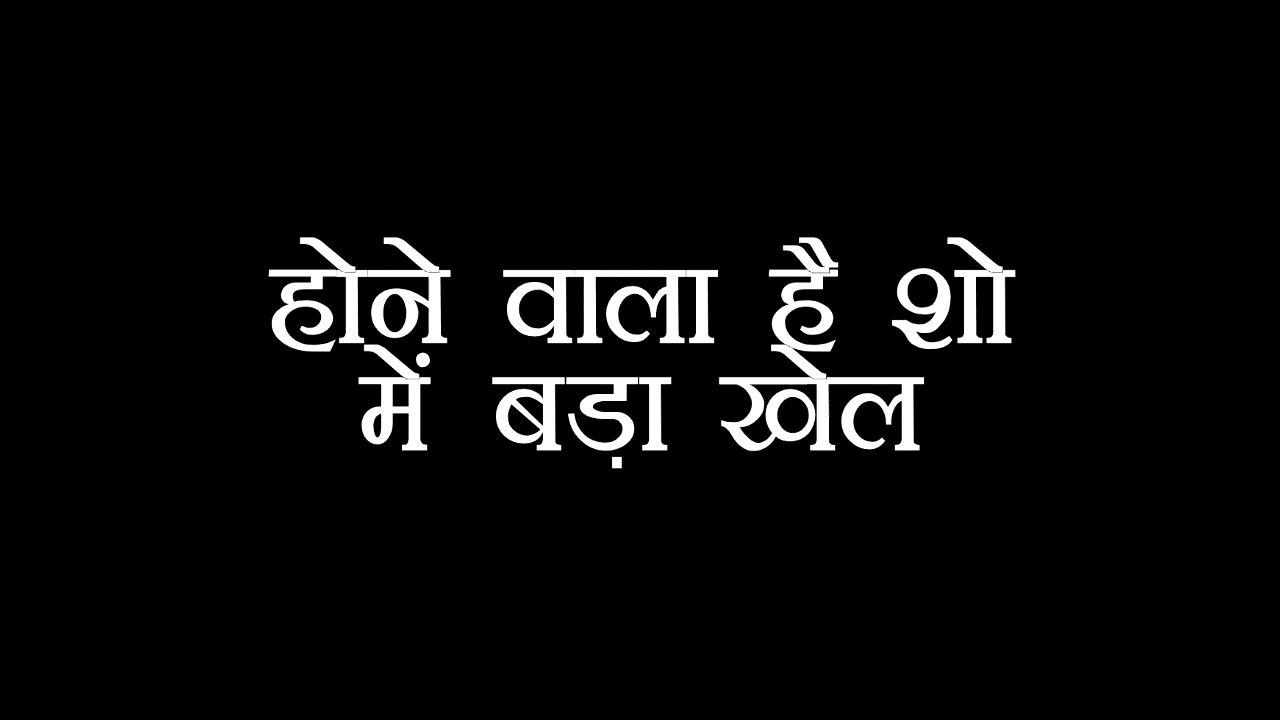 होने वाला है शो
में बड़ा खेल